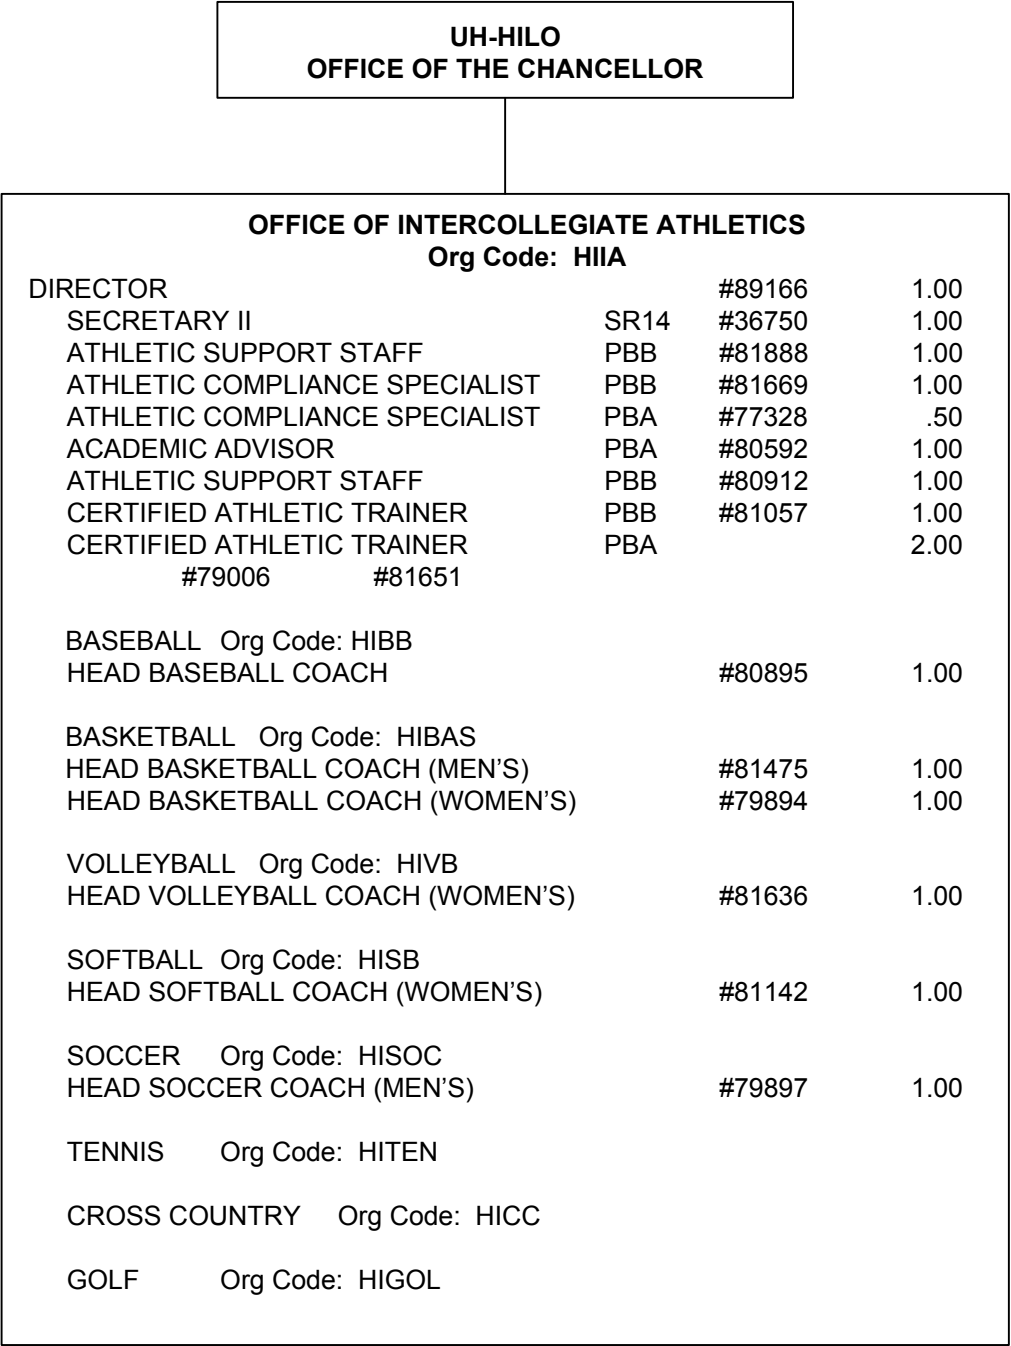 UH-HILO
OFFICE OF THE CHANCELLOR
OFFICE OF INTERCOLLEGIATE ATHLETICS
Org Code: HIIA
DIRECTOR #89166 1.00
SECRETARY II SR14 #36750 1.00
ATHLETIC SUPPORT STAFF PBB #81888 1.00
ATHLETIC COMPLIANCE SPECIALIST PBB #81669 1.00
ATHLETIC COMPLIANCE SPECIALIST PBA #77328 .50
ACADEMIC ADVISOR PBA #80592 1.00
ATHLETIC SUPPORT STAFF PBB #80912 1.00
CERTIFIED ATHLETIC TRAINER PBB #81057 1.00
CERTIFIED ATHLETIC TRAINER PBA 2.00
#79006 #81651
BASEBALL Org Code: HIBB
HEAD BASEBALL COACH #80895 1.00
BASKETBALL Org Code: HIBAS
HEAD BASKETBALL COACH (MEN’S) #81475 1.00
HEAD BASKETBALL COACH (WOMEN’S) #79894 1.00
VOLLEYBALL Org Code: HIVB
HEAD VOLLEYBALL COACH (WOMEN’S) #81636 1.00
SOFTBALL Org Code: HISB
HEAD SOFTBALL COACH (WOMEN’S) #81142 1.00
SOCCER Org Code: HISOC
HEAD SOCCER COACH (MEN’S) #79897 1.00
TENNIS Org Code: HITEN
CROSS COUNTRY Org Code: HICC
GOLF Org Code: HIGOL